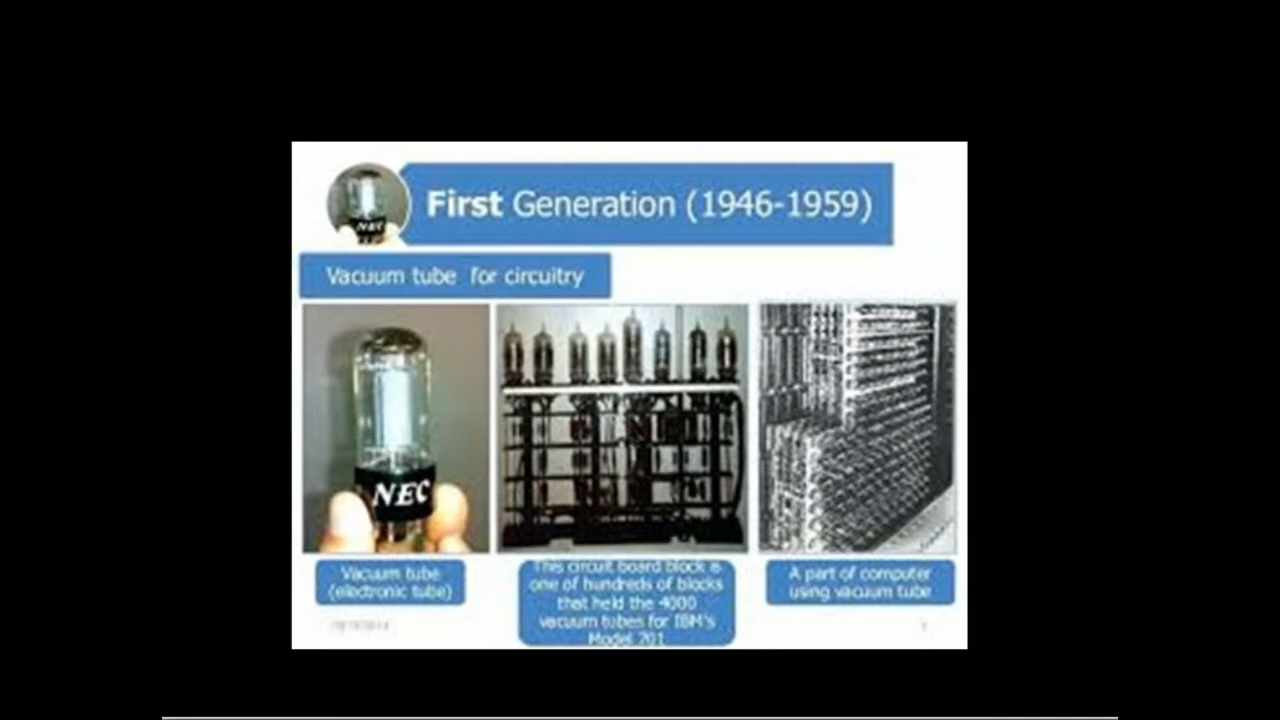 First Generation (1946-1959)
NEC
Vacuum tube for circuitry
NEC
Vacuum tube
(electronic tube)
This circuit board block is
one of hundreds of blocks
that held the 4000
vacuum tubes for IBM's
Model 701
A part of computer
using vacuum tube